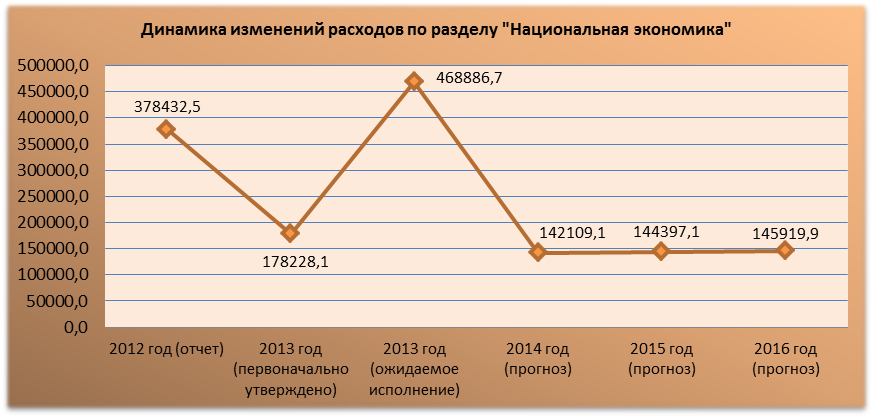 Динамика изменений расходов по разделу "Национальная экономика"
500000,0
450000,0
400000,0
350000,0
300000,0
250000,0
200000,0
150000,0
100000,0
50000,0
0,0
378432,5
178228,1
468886,7
142109,1
144397,1
145919,9
2012 год (отчет)
2013 год
(первоначально
утверждено)
2013 год
(ожидаемое
исполнение)
2014 год
(прогноз)
2015 год
(прогноз)
2016 год
(прогноз)